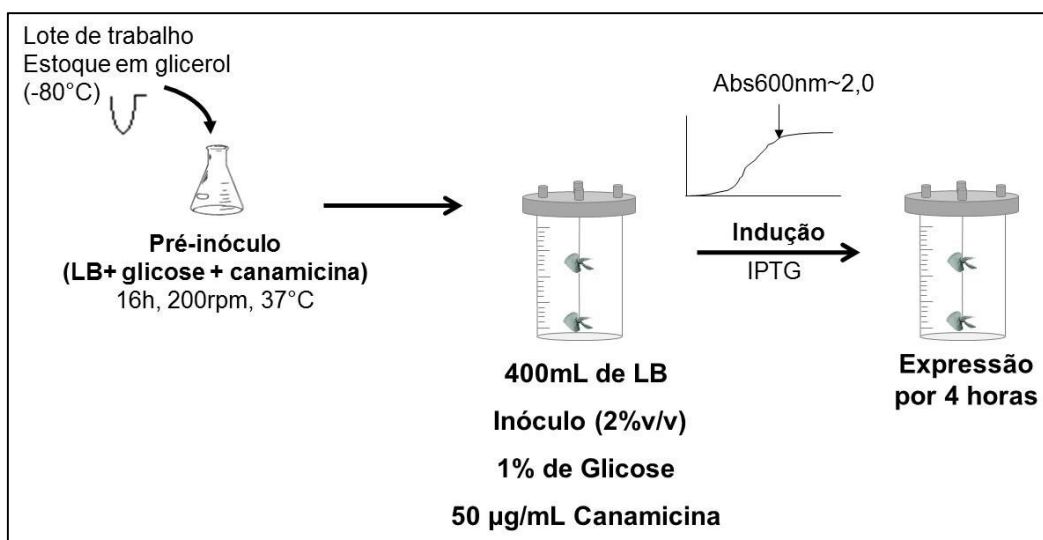 Lote de trabalho
Estoque em glicerol
(-80°C)
Pré-inóculo
(LB+ glicose + canamicina)
16h, 200rpm, 37°C
400mL de LB
Inóculo (2%v/v)
1% de Glicose
50 µg/mL Canamicina
Abs600nm~2,0
Indução
IPTG
Expressão
por 4 horas